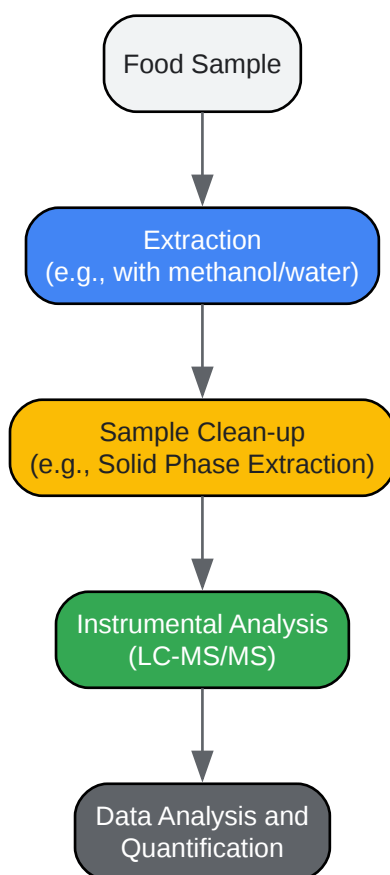 Food Sample
Extraction
(e.g., with methanol/water)
Sample Clean-up
(e.g., Solid Phase Extraction)
Instrumental Analysis
(LC-MS/MS)
Data Analysis and
Quantification